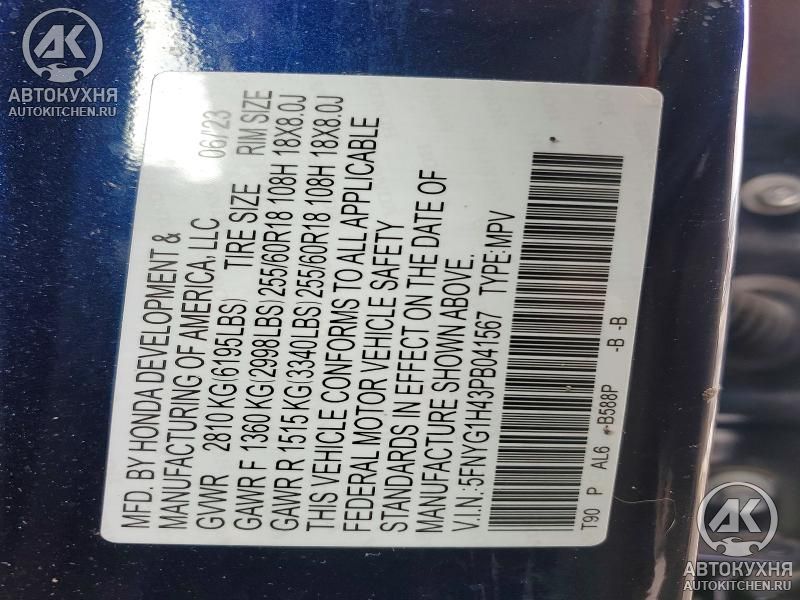 MFD. BY HONDA DEVELOPMENT &
MANUFACTURING OF AMERICA, LLC 06/'23
GVWR 2810 KG (6195LBS) TIRE SIZE RIM SIZE
GAWR F 1360 KG (2998LBS) 255/60R18 108H 18X8.0J
GAWR R 1515 KG (3340LBS) 255/60R18 108H 18X8.0J
THIS VEHICLE CONFORMS TO ALL APPLICABLE
FEDERAL MOTOR VEHICLE SAFETY
STANDARDS IN EFFECT ON THE DATE OF
MANUFACTURE SHOWN ABOVE.
V.I.N.:5FNYG1H43PB041567 TYPE:MPV
T90 P AL6 -B588P -B -B
АК
АВТОКУХНЯ
AUTOKITCHEN.RU
АК
АВТОКУХНЯ
AUTOKITCHEN.RU